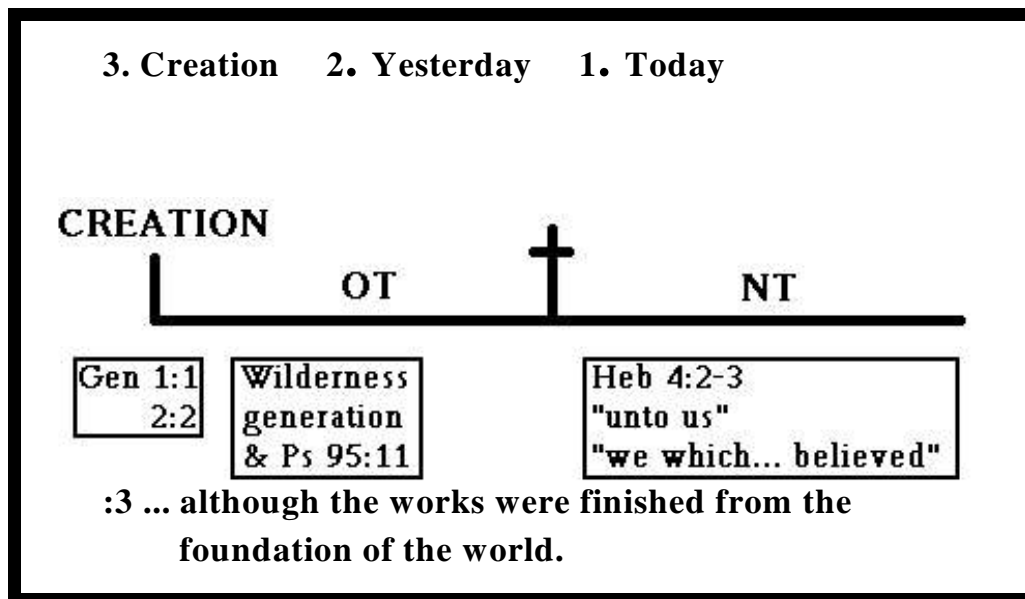 3. Creation 2. Yesterday 1. Today
CREATION
OT
NT
Gen 1:1
2:2
Wilderness
generation
& Ps 95:11
Heb 4:2-3
"unto us"
"we which... believed"
:3 ... although the works were finished from the
foundation of the world.